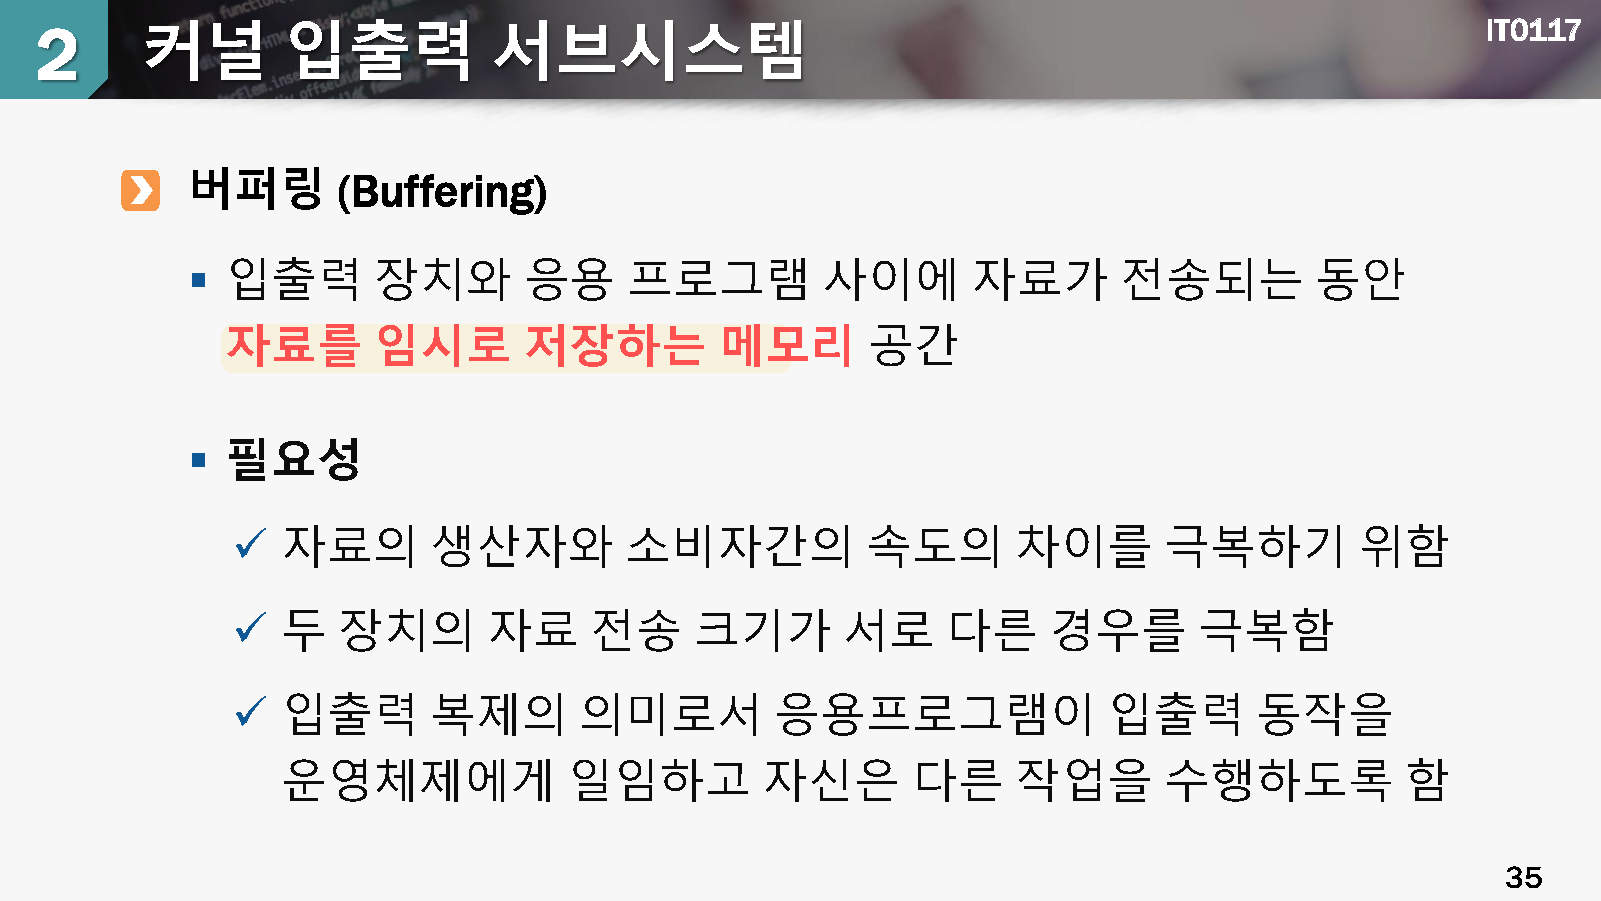 2 커널 입출력 서브시스템
IT0117
버퍼링 (Buffering)
입출력 장치와 응용 프로그램 사이에 자료가 전송되는 동안
자료를 임시로 저장하는 메모리 공간
필요성
자료의 생산자와 소비자간의 속도의 차이를 극복하기 위함
두 장치의 자료 전송 크기가 서로 다른 경우를 극복함
입출력 복제의 의미로서 응용프로그램이 입출력 동작을
운영체제에게 일임하고 자신은 다른 작업을 수행하도록 함
35